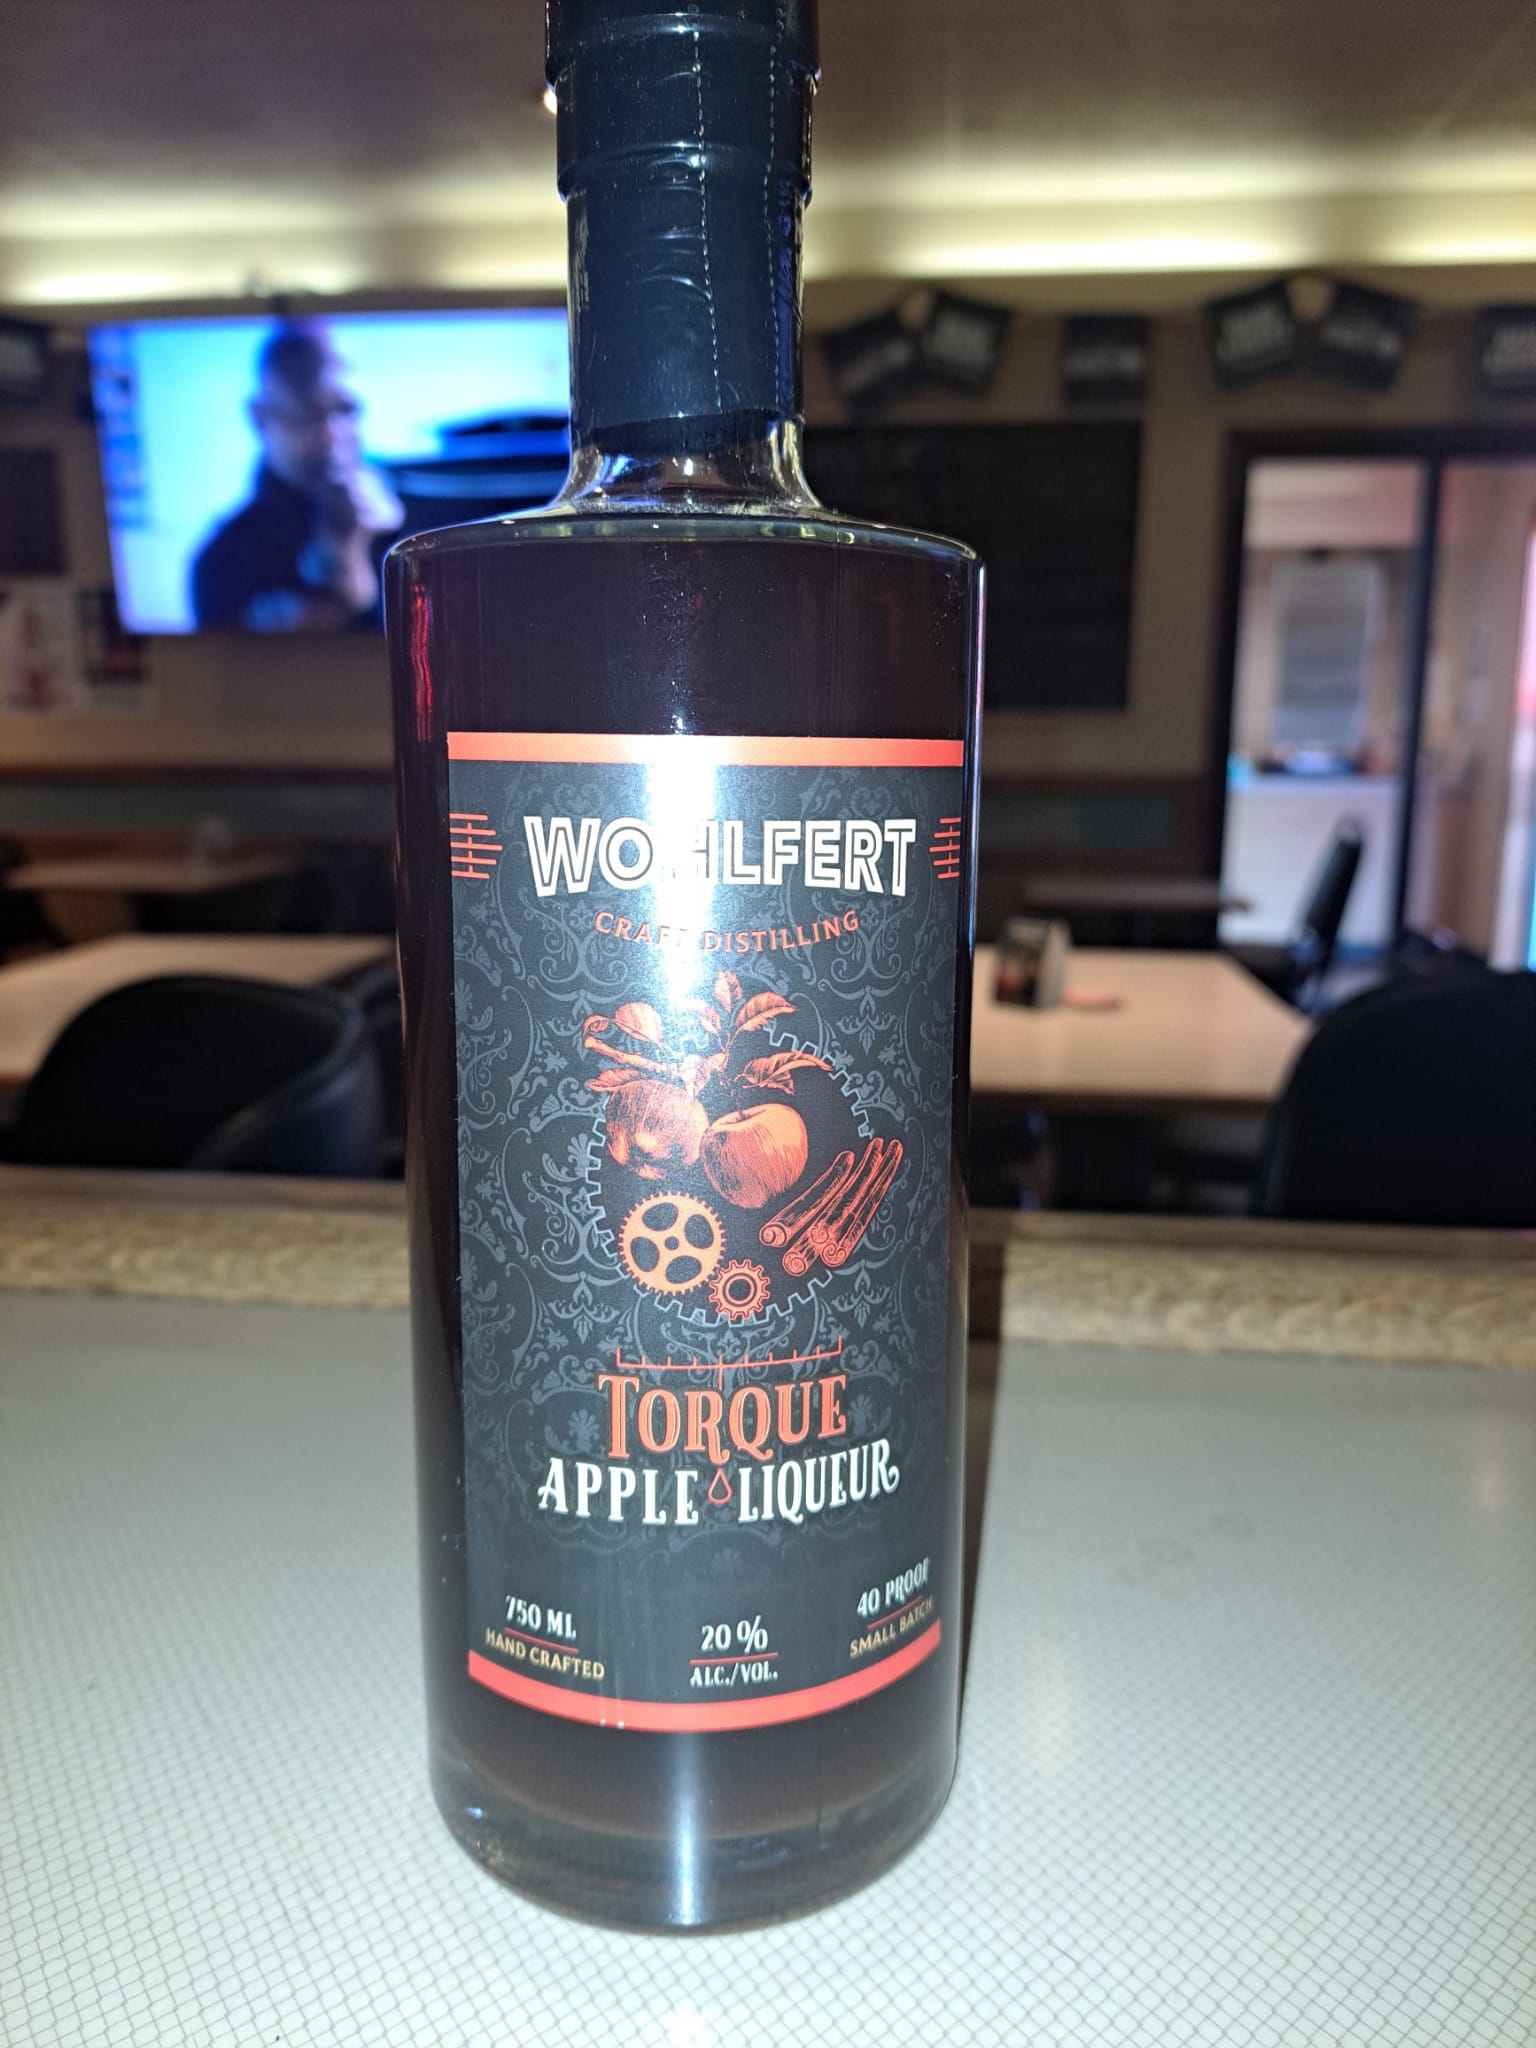 WOHLFERT
CRAFT DISTILLING
TORQUE
APPLE LIQUEUR
750 ML
HAND CRAFTED
20%
ALC./VOL.
40 PROOF
SMALL BATCH